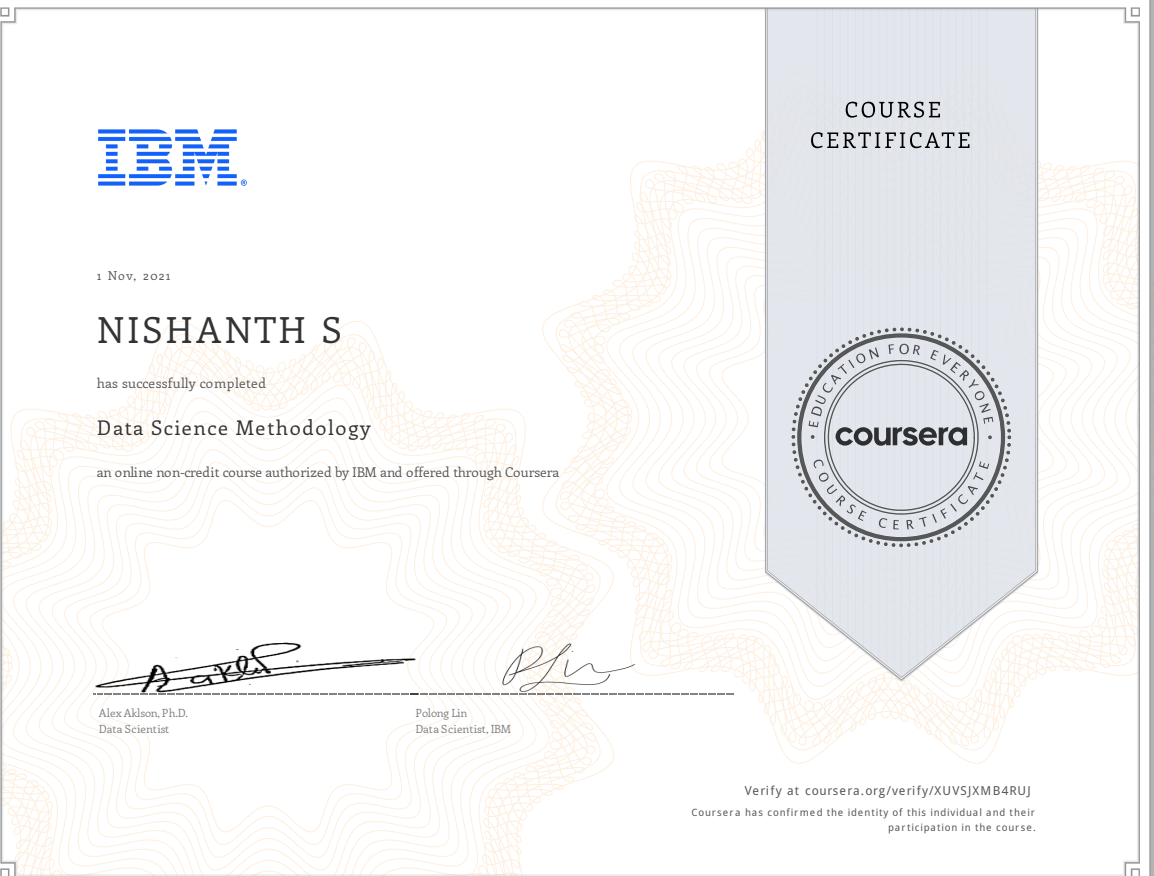 COURSE
CERTIFICATE
IBM®
1 Nov, 2021
NISHANTH S
has successfully completed
Data Science Methodology
an online non-credit course authorized by IBM and offered through Coursera
EDUCATION FOR EVERYONE
coursera
COURSE CERTIFICATE
Alex Aklson, Ph.D.
Data Scientist
Polong Lin
Data Scientist, IBM
Verify at coursera.org/verify/XUVSJXMB4RUJ
Coursera has confirmed the identity of this individual and their
participation in the course.